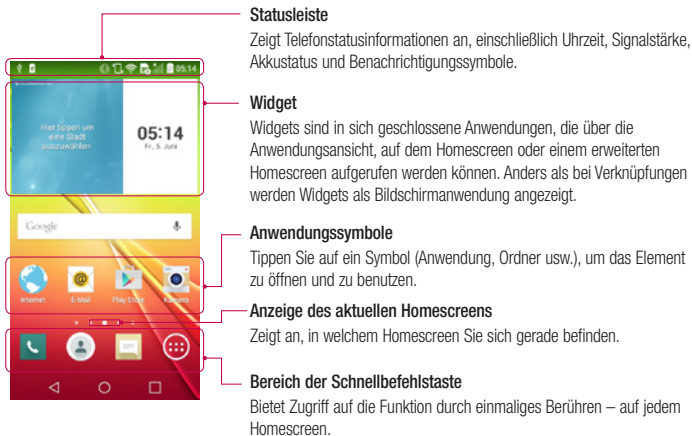 Statusleiste
Zeigt Telefonstatusinformationen an, einschließlich Uhrzeit, Signalstärke,
Akkustatus und Benachrichtigungssymbole.
05:14
Widget
Hier tippen um
eine Stadt
auszuwählen
05:14
Fr., 5. Juni
Widgets sind in sich geschlossene Anwendungen, die über die
Anwendungsansicht, auf dem Homescreen oder einem erweiterten
Homescreen aufgerufen werden können. Anders als bei Verknüpfungen
werden Widgets als Bildschirmanwendung angezeigt.
Google
Anwendungssymbole
Tippen Sie auf ein Symbol (Anwendung, Ordner usw.), um das Element
zu öffnen und zu benutzen.
Internet E-Mail Play Store Kamera
Anzeige des aktuellen Homescreens
Zeigt an, in welchem Homescreen Sie sich gerade befinden.
Bereich der Schnellbefehlstaste
Bietet Zugriff auf die Funktion durch einmaliges Berühren – auf jedem
Homescreen.